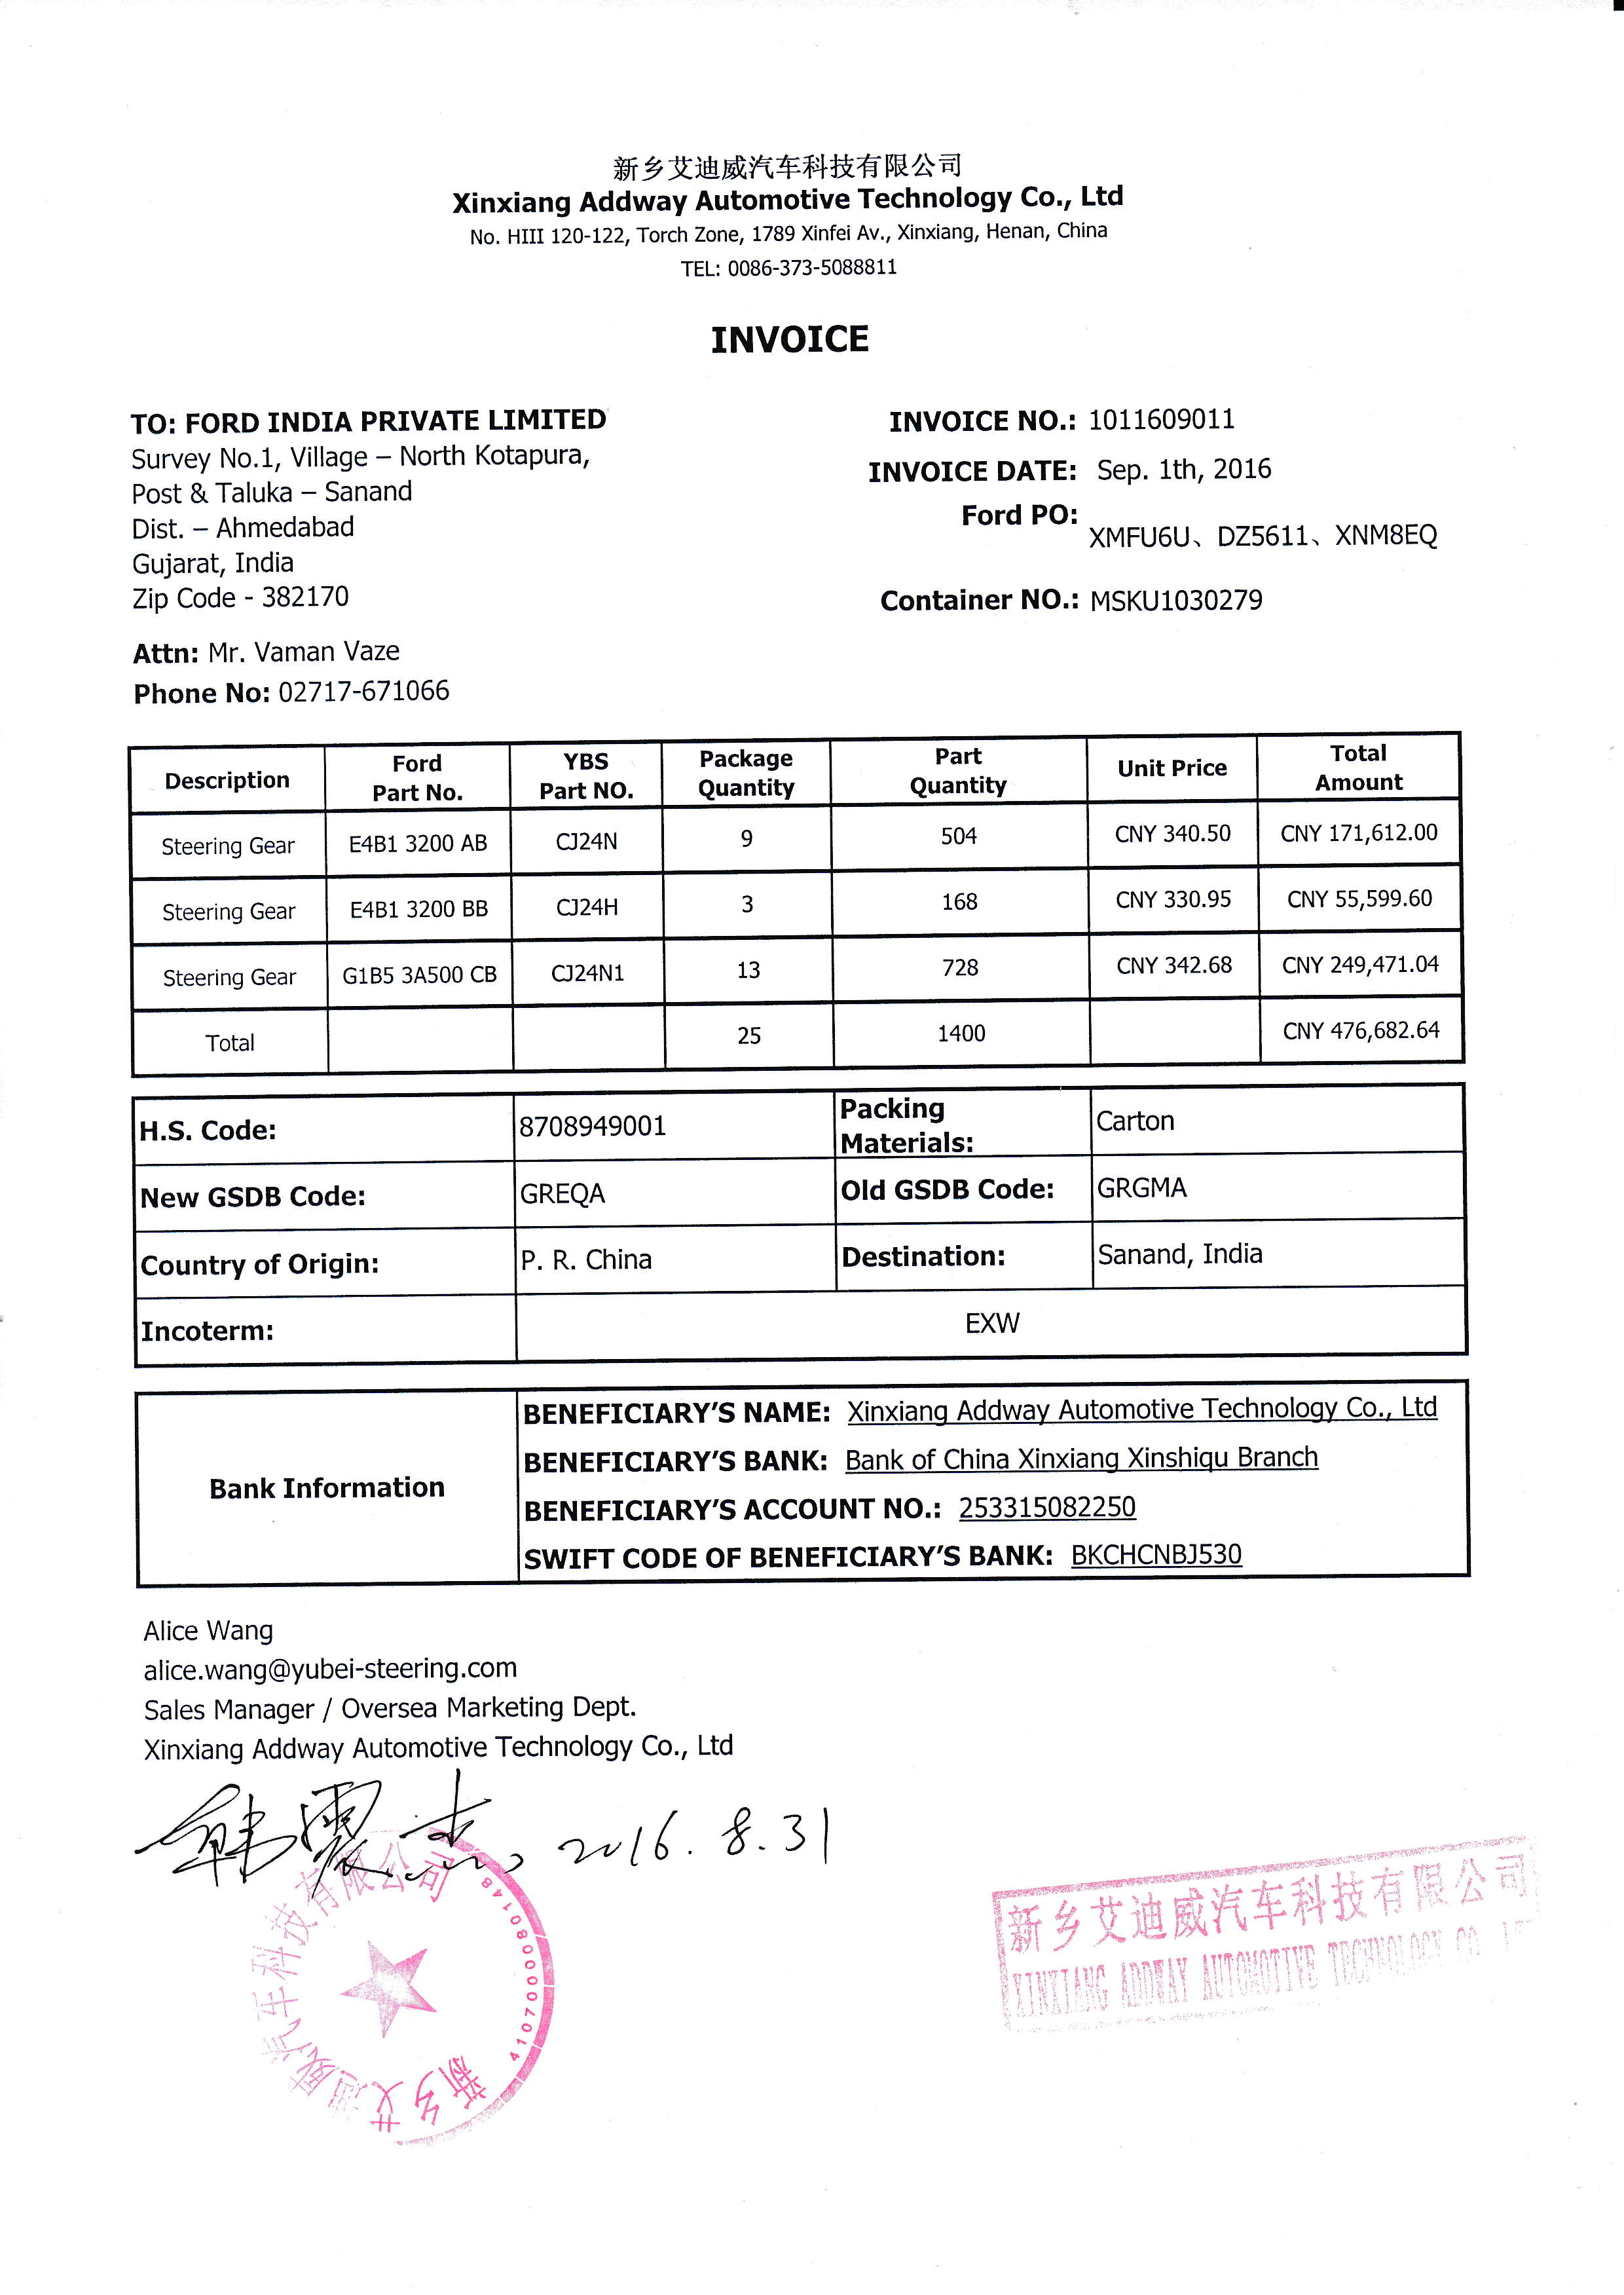 新乡艾迪威汽车科技有限公司
Xinxiang Addway Automotive Technology Co., Ltd
No. HIII 120-122, Torch Zone, 1789 Xinfei Av., Xinxiang, Henan, China
TEL: 0086-373-5088811
INVOICE
TO: FORD INDIA PRIVATE LIMITED
Survey No.1, Village – North Kotapura,
Post & Taluka – Sanand
Dist. – Ahmedabad
Gujarat, India
Zip Code - 382170
Attn: Mr. Vaman Vaze
Phone No: 02717-671066
INVOICE NO.: 1011609011
INVOICE DATE: Sep. 1th, 2016
Ford PO:
XMFU6U、DZ5611、XNM8EQ
Container NO.: MSKU1030279
Description Ford Part No. YBS Part NO. Package Quantity Part Quantity Unit Price Total Amount
Steering Gear E4B1 3200 AB CJ24N 9 504 CNY 340.50 CNY 171,612.00
Steering Gear E4B1 3200 BB CJ24H 3 168 CNY 330.95 CNY 55,599.60
Steering Gear G1B5 3A500 CB CJ24N1 13 728 CNY 342.68 CNY 249,471.04
Total 25 1400 CNY 476,682.64
H.S. Code: 8708949001 Packing Materials: Carton
New GSDB Code: GREQA Old GSDB Code: GRGMA
Country of Origin: P. R. China Destination: Sanand, India
Incoterm: EXW
Bank Information
BENEFICIARY'S NAME: Xinxiang Addway Automotive Technology Co., Ltd
BENEFICIARY'S BANK: Bank of China Xinxiang Xinshiqu Branch
BENEFICIARY'S ACCOUNT NO.: 253315082250
SWIFT CODE OF BENEFICIARY'S BANK: BKCHCNBJ530
Alice Wang
alice.wang@yubei-steering.com
Sales Manager / Oversea Marketing Dept.
Xinxiang Addway Automotive Technology Co., Ltd
2016.8.31
新乡艾迪威汽车科技有限公司
4107000080148
新乡艾迪威汽车科技有限公司
XINXIANG ADDWAY AUTOMOTIVE TECHNOLOGY CO